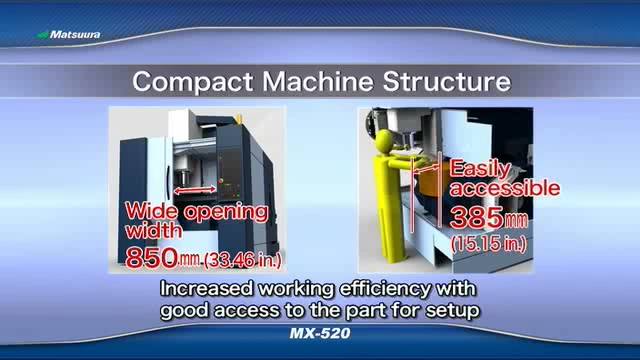 Matsuura
Compact Machine Structure
Wide opening
width
850mm(33.46 in.)
Easily
accessible
385mm
(15.15 in.)
Increased working efficiency with
good access to the part for setup
MX-520